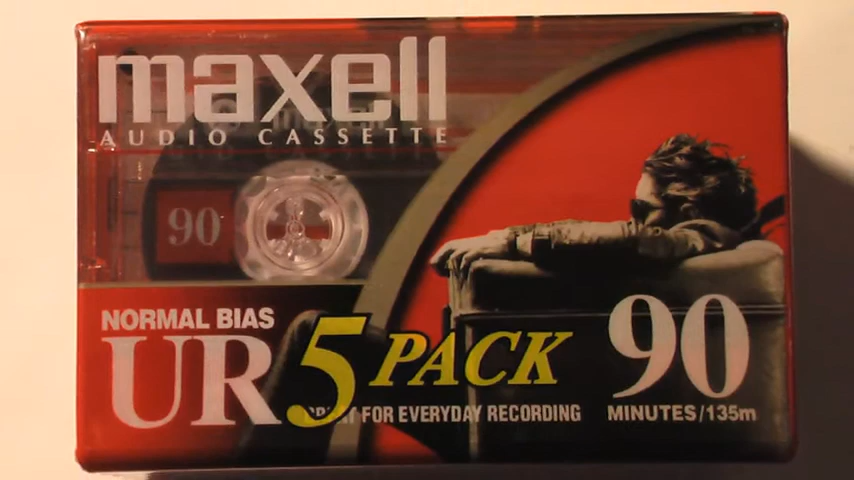 maxell
AUDIO CASSETTE
90
NORMAL BIAS
UR
5 PACK
90
FOR EVERYDAY RECORDING
MINUTES/135m